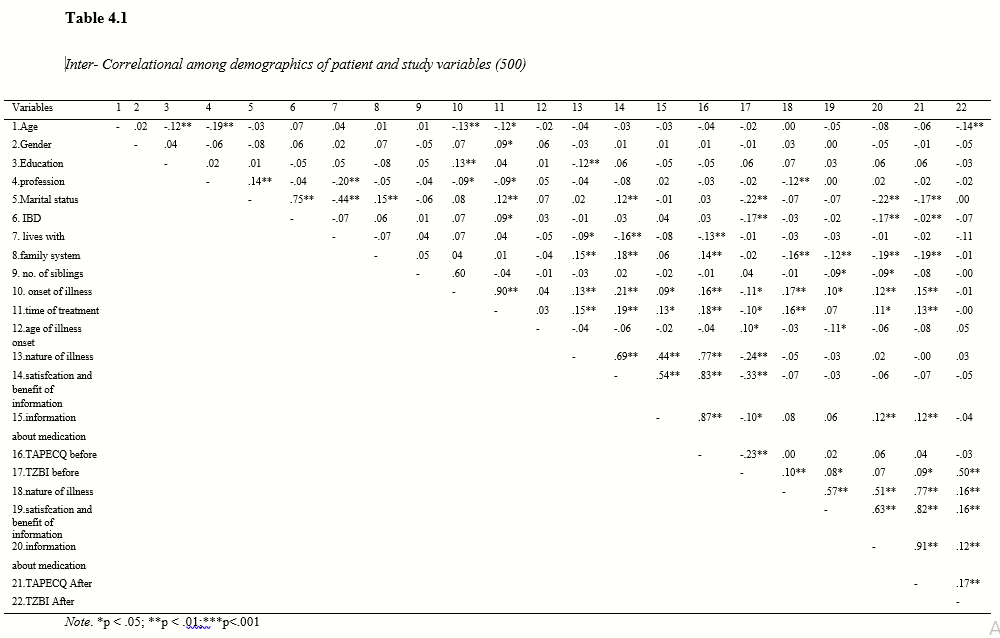 Table 4.1
Inter- Correlational among demographics of patient and study variables (500)
Variables 1 2 3 4 5 6 7 8 9 10 11 12 13 14 15 16 17 18 19 20 21 22
1.Age - .02 -.12** -.19** -.03 .07 .04 .01 .01 -.13** -.12* -.02 -.04 -.03 -.03 -.04 -.02 .00 -.05 -.08 -.06 -.14**
2.Gender - .04 -.06 -.08 .06 .02 .07 -.05 .07 .09* .06 -.03 .01 .01 .01 -.01 .03 .00 -.05 -.01 -.05
3.Education - .02 .01 -.05 .05 -.08 .05 .13** .04 .01 -.12** .06 -.05 -.05 .06 .07 .03 .06 .06 -.03
4.profession - .14** -.04 -.20** -.05 -.04 -.09* -.09* .05 -.04 -.08 .02 -.03 -.02 -.12** .00 .02 -.02 -.02
5.Marital status - .75** -.44** .15** -.06 .08 .12** .07 .02 .12** -.01 .03 -.22** -.07 -.07 -.22** -.17** .00
6. IBD - -.07 .06 .01 .07 .09* .03 -.01 .03 .04 .03 -.17** -.03 -.02 -.17** -.02** -.07
7. lives with - -.07 .04 .07 .04 -.05 -.09* -.16** -.08 -.13** -.01 -.03 -.03 -.01 -.02 -.11
8.family system - .05 04 .01 -.04 .15** .18** .06 .14** -.02 -.16** -.12** -.19** -.19** -.01
9. no. of siblings - .60 -.04 -.01 -.03 .02 -.02 -.01 .04 -.01 -.09* -.09* -.08 -.00
10. onset of illness - .90** .04 .13** .21** .09* .16** -.11* .17** .10* .12** .15** -.01
11.time of treatment - .03 .15** .19** .13* .18** -.10* .16** .07 .11* .13** -.00
12.age of illness - -.04 -.06 -.02 -.04 .10* -.03 -.11* -.06 -.08 .05
onset
13.nature of illness - .69** .44** .77** -.24** -.05 -.03 .02 -.00 .03
14.satisfcation and - .54** .83** -.33** -.07 -.03 -.06 -.07 -.05
benefit of
information
15.information - .87** -.10* .08 .06 .12** .12** -.04
about medication
16.TAPECQ before - -.23** .00 .02 .06 .04 -.03
17.TZBI before - .10** .08* .07 .09* .50**
18.nature of illness - .57** .51** .77** .16**
19.satisfcation and - .63** .82** .16**
benefit of
information
20.information - .91** .12**
about medication
21.TAPECQ After - .17**
22.TZBI After -
Note. *p < .05; **p < .01;***p<.001